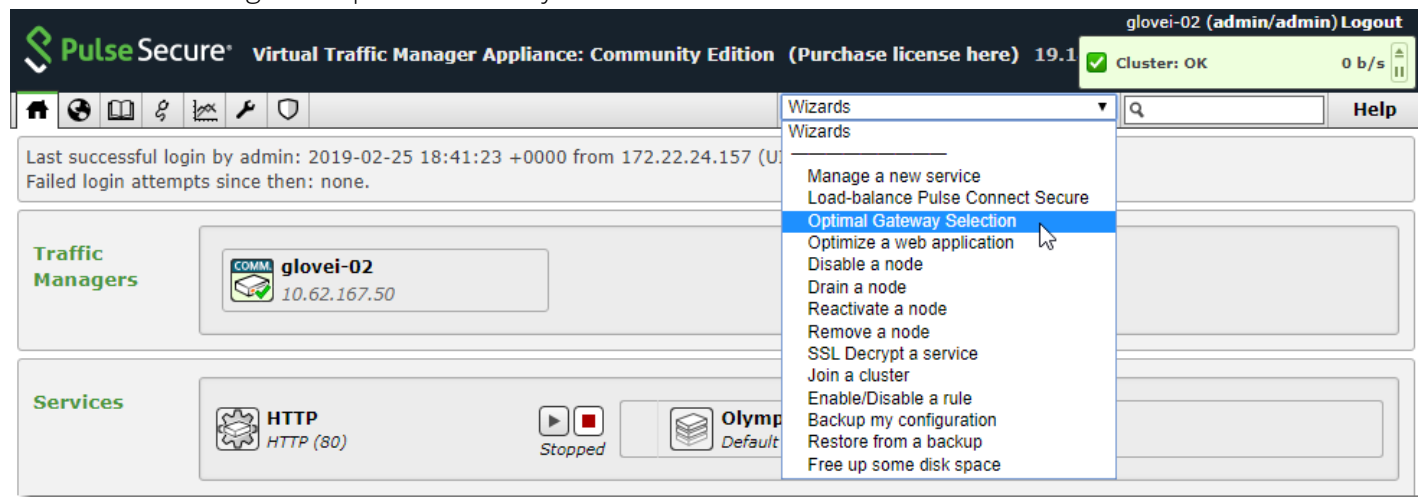 glovei-02 (admin/admin) Logout
Pulse Secure® Virtual Traffic Manager Appliance: Community Edition (Purchase license here) 19.1
Cluster: OK 0 b/s
Wizards Help
Last successful login by admin: 2019-02-25 18:41:23 +0000 from 172.22.24.157
Failed login attempts since then: none.
Wizards
Manage a new service
Load-balance Pulse Connect Secure
Optimal Gateway Selection
Optimize a web application
Disable a node
Drain a node
Reactivate a node
Remove a node
SSL Decrypt a service
Join a cluster
Enable/Disable a rule
Backup my configuration
Restore from a backup
Free up some disk space
Traffic
Managers
COMM.
glovei-02
10.62.167.50
Services
HTTP
HTTP (80)
Stopped
Olymp
Default